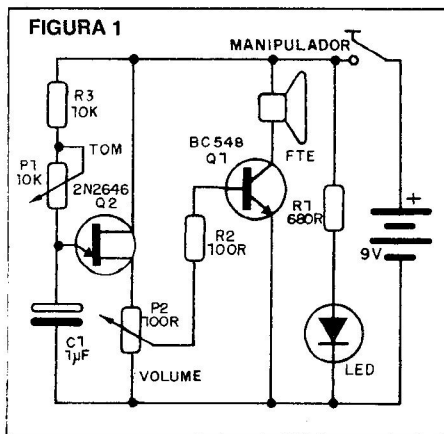 FIGURA 1
MANIPULADOR
R3
10K
P1
10K
TOM
2N2646
Q2
BC548
Q1
FTE
R2
100R
R1
680R
+
9V
P2
100R
C1
1µF
VOLUME
LED